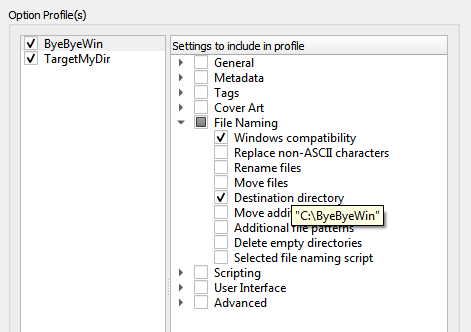 Option Profile(s)
ByeByeWin
TargetMyDir
Settings to include in profile
General
Metadata
Tags
Cover Art
File Naming
Windows compatibility
Replace non-ASCII characters
Rename files
Move files
Destination directory
"C:\ByeByeWin"
Move
Additional file patterns
Delete empty directories
Selected file naming script
Scripting
User Interface
Advanced